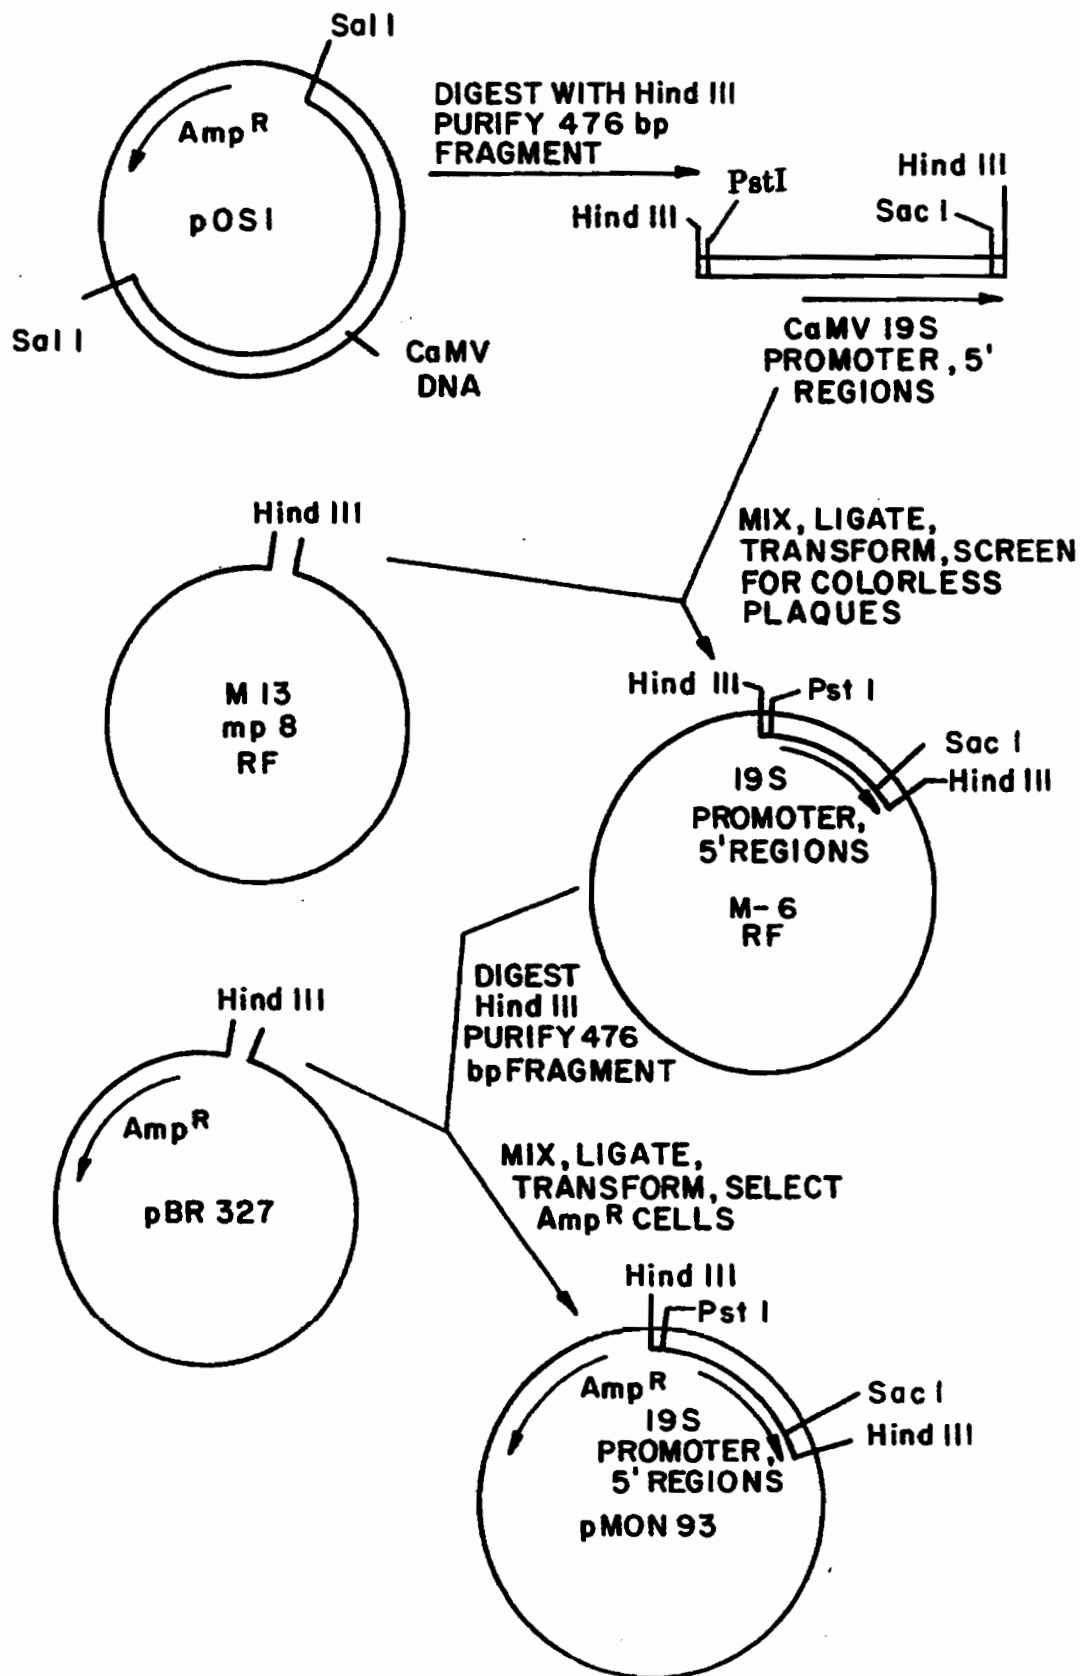 Sal I
Amp R
pOS1
Sal I
CaMV
DNA
DIGEST WITH Hind III
PURIFY 476 bp
FRAGMENT
Hind III
PstI
Sac I
Hind III
CaMV 19S
PROMOTER, 5'
REGIONS
Hind III
M 13
mp 8
RF
MIX, LIGATE,
TRANSFORM, SCREEN
FOR COLORLESS
PLAQUES
Hind III
Pst I
Sac I
Hind III
19S
PROMOTER,
5' REGIONS
M-6
RF
DIGEST
Hind III
PURIFY 476
bp FRAGMENT
Hind III
Amp R
pBR 327
MIX, LIGATE,
TRANSFORM, SELECT
Amp R CELLS
Hind III
Pst I
Sac I
Hind III
Amp R
19S
PROMOTER,
5' REGIONS
pMON 93